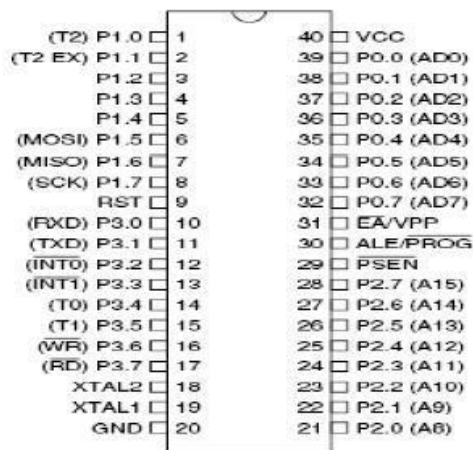 (T2) P1.0 1 40 VCC
(T2 EX) P1.1 2 39 P0.0 (AD0)
P1.2 3 38 P0.1 (AD1)
P1.3 4 37 P0.2 (AD2)
P1.4 5 36 P0.3 (AD3)
(MOSI) P1.5 6 35 P0.4 (AD4)
(MISO) P1.6 7 34 P0.5 (AD5)
(SCK) P1.7 8 33 P0.6 (AD6)
RST 9 32 P0.7 (AD7)
(RXD) P3.0 10 31 EA/VPP
(TXD) P3.1 11 30 ALE/PROG
(INT0) P3.2 12 29 PSEN
(INT1) P3.3 13 28 P2.7 (A15)
(T0) P3.4 14 27 P2.6 (A14)
(T1) P3.5 15 26 P2.5 (A13)
(WR) P3.6 16 25 P2.4 (A12)
(RD) P3.7 17 24 P2.3 (A11)
XTAL2 18 23 P2.2 (A10)
XTAL1 19 22 P2.1 (A9)
GND 20 21 P2.0 (A8)